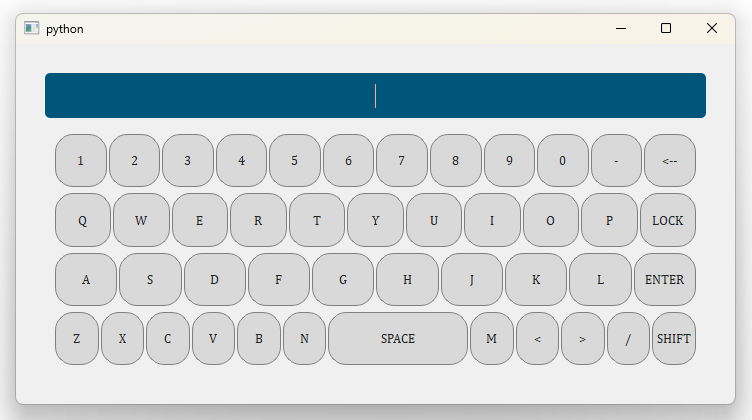 python
1 2 3 4 5 6 7 8 9 0 - <--
Q W E R T Y U I O P LOCK
A S D F G H J K L ENTER
Z X C V B N SPACE M < > / SHIFT